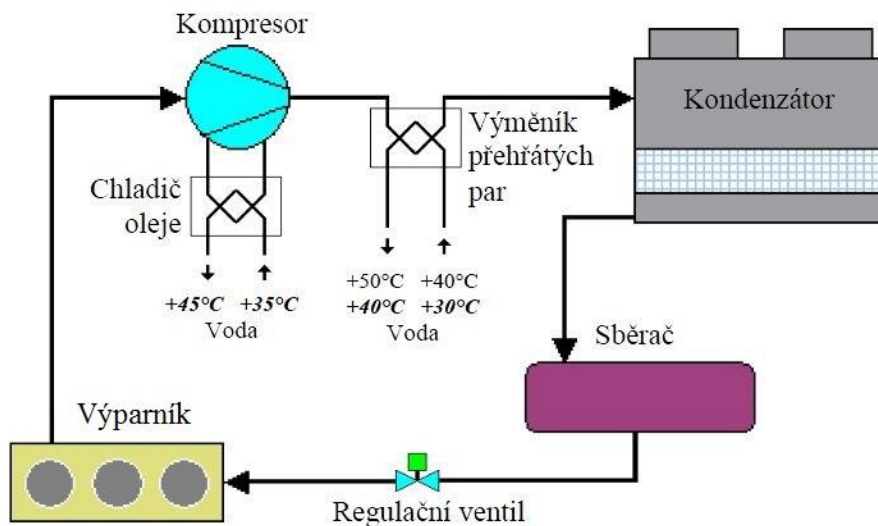 Kompresor
Kondenzátor
Výměník
přehřátých
par
Chladič
oleje
+45°C +35°C
Voda
+50°C +40°C
+40°C +30°C
Voda
Sběrač
Výparník
Regulační ventil